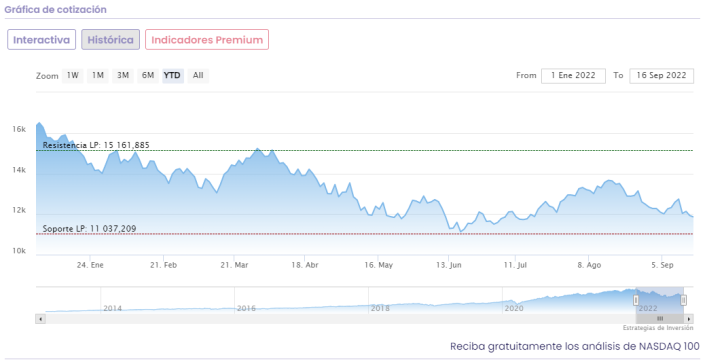 Gráfica de cotización
Interactiva Histórica Indicadores Premium
Zoom 1W 1M 3M 6M YTD All From 1 Ene 2022 To 16 Sep 2022
16k
Resistencia LP: 15 161,885
14k
12k
Soporte LP: 11 037,209
10k
24. Ene 21. Feb 21. Mar 18. Abr 16. May 13. Jun 11. Jul 8. Ago 5. Sep
2014 2016 2018 2020 2022
Estrategias de Inversión
Reciba gratuitamente los análisis de NASDAQ 100